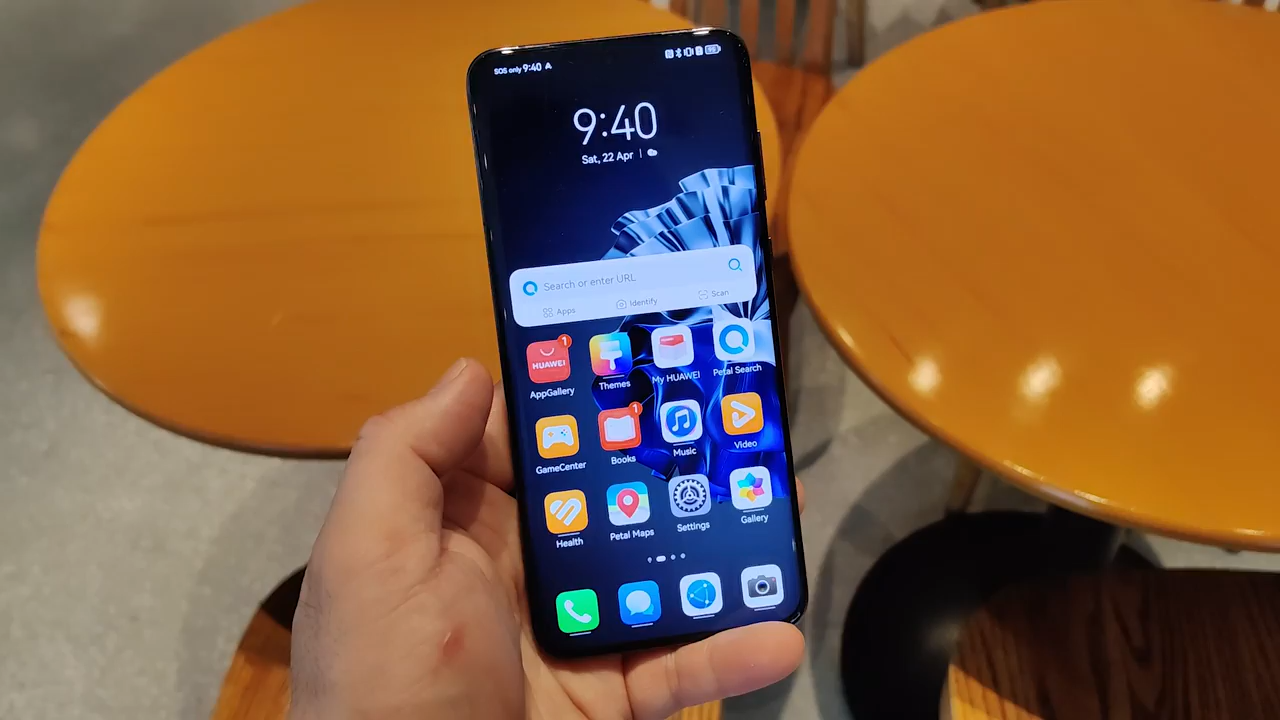 SOS only 9:40
9:40
Sat, 22 Apr |
Search or enter URL
Apps Identify Scan
HUAWEI 1
AppGallery Themes My HUAWEI Petal Search
1
GameCenter Books Music Video
Health Petal Maps Settings Gallery